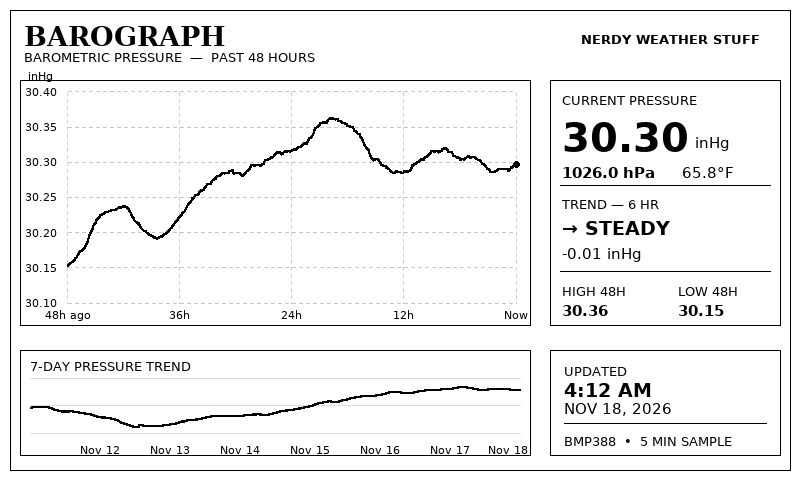 BAROGRAPH
BAROMETRIC PRESSURE — PAST 48 HOURS
NERDY WEATHER STUFF
inHg
30.40
30.35
30.30
30.25
30.20
30.15
30.10
48h ago 36h 24h 12h Now
CURRENT PRESSURE
30.30 inHg
1026.0 hPa 65.8°F
TREND — 6 HR
→ STEADY
-0.01 inHg
HIGH 48H LOW 48H
30.36 30.15
7-DAY PRESSURE TREND
Nov 12 Nov 13 Nov 14 Nov 15 Nov 16 Nov 17 Nov 18
UPDATED
4:12 AM
NOV 18, 2026
BMP388 • 5 MIN SAMPLE